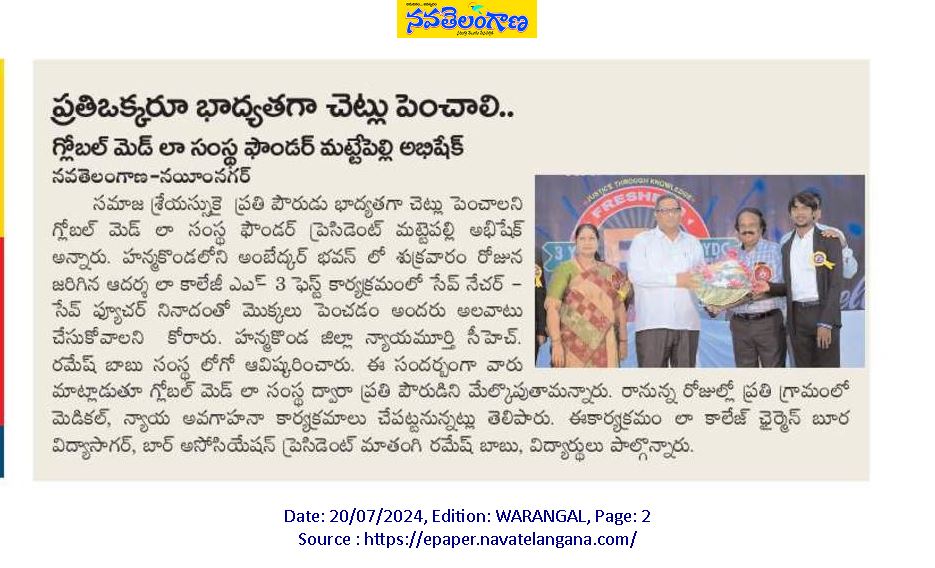 నవతెలంగాణ
ప్రతిఒక్కరూ భాద్యతగా చెట్లు పెంచాలి..
గ్లోబల్ మెడ్ లా సంస్థ ఫౌండర్ మట్టేపెల్లి అభిషేక్
నవతెలంగాణ-నయీంనగర్
సమాజ శ్రేయస్సుకై ప్రతి పౌరుడు భాద్యతగా చెట్లు పెంచాలని
గ్లోబల్ మెడ్ లా సంస్థ ఫౌండర్ ప్రెసిడెంట్ మట్టెపల్లి అభిషేక్
అన్నారు. హన్మకొండలోని అంబేద్కర్ భవన్ లో శుక్రవారం రోజున
జరిగిన ఆదర్శ లా కాలేజీ 3 ఫెస్ట్ కార్యక్రమంలో సేవ్ నేచర్ -
సేవ్ ఫ్యూచర్ నినాదంతో మొక్కలు పెంచడం అందరు అలవాటు
చేసుకోవాలని కోరారు. హన్మకొండ జిల్లా న్యాయమూర్తి సీహెచ్.
రమేష్ బాబు సంస్థ లోగో ఆవిష్కరించారు. ఈ సందర్భంగా వారు
మాట్లాడుతూ గ్లోబల్ మెడ్ లా సంస్థ ద్వారా ప్రతి పౌరుడిని మేల్కొపుతామన్నారు. రానున్న రోజుల్లో ప్రతి గ్రామంలో
మెడికల్, న్యాయ అవగాహనా కార్యక్రమాలు చేపట్టనున్నట్లు తెలిపారు. ఈకార్యక్రమం లా కాలేజ్ ఛైర్మెన్ బూర
విద్యాసాగర్, బార్ అసోసియేషన్ ప్రెసిడెంట్ మాతంగి రమేష్ బాబు, విద్యార్థులు పాల్గొన్నారు.
JUSTICE THROUGH KNOWLEDGE
3 Y
Date: 20/07/2024, Edition: WARANGAL, Page: 2
Source : https://epaper.navatelangana.com/